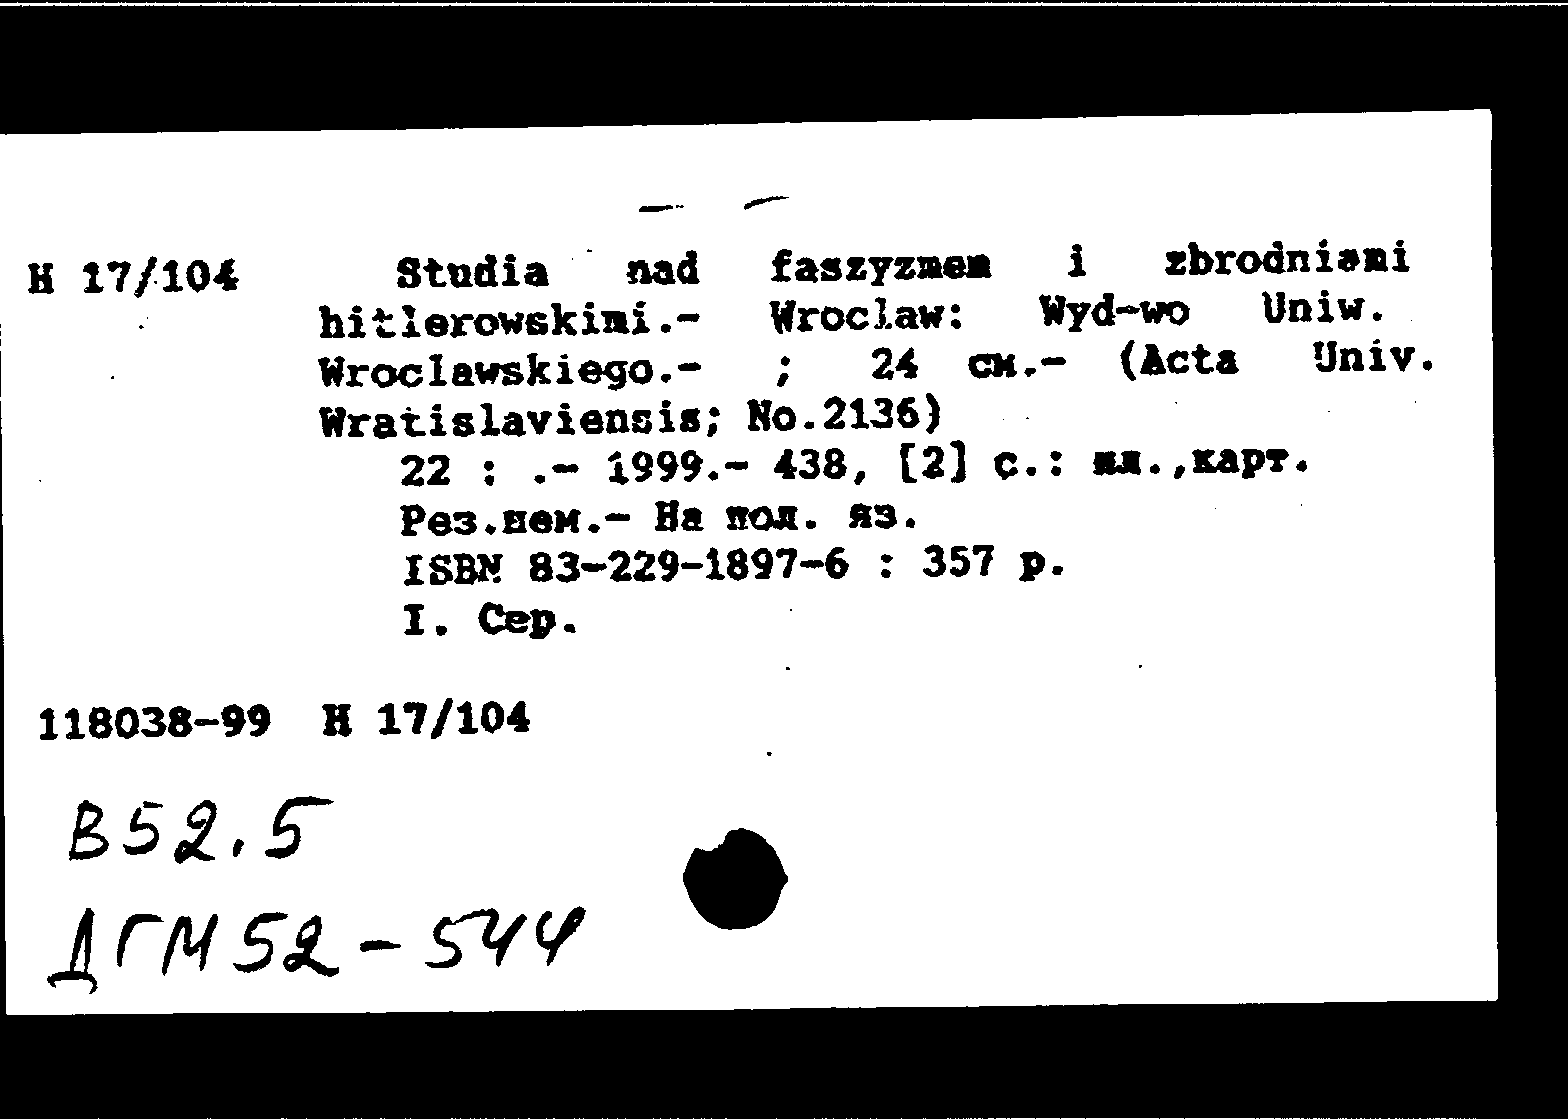 Н 17/104 Studia nad faszyzmem i zbrodniami
hitlerowskimi.- Wroclaw: Wyd-wo Uniw.
Wroclawskiego.- ; 24 см.- (Acta Univ.
Wratislaviensis; No.2136)
22 : .- 1999.- 438, [2] с.: ил.,карт.
Рез.нем.- На пол. яз.
ISBN 83-229-1897-6 : 357 р.
I. Сер.
118038-99 Н 17/104
В52.5
ДГМ52-544